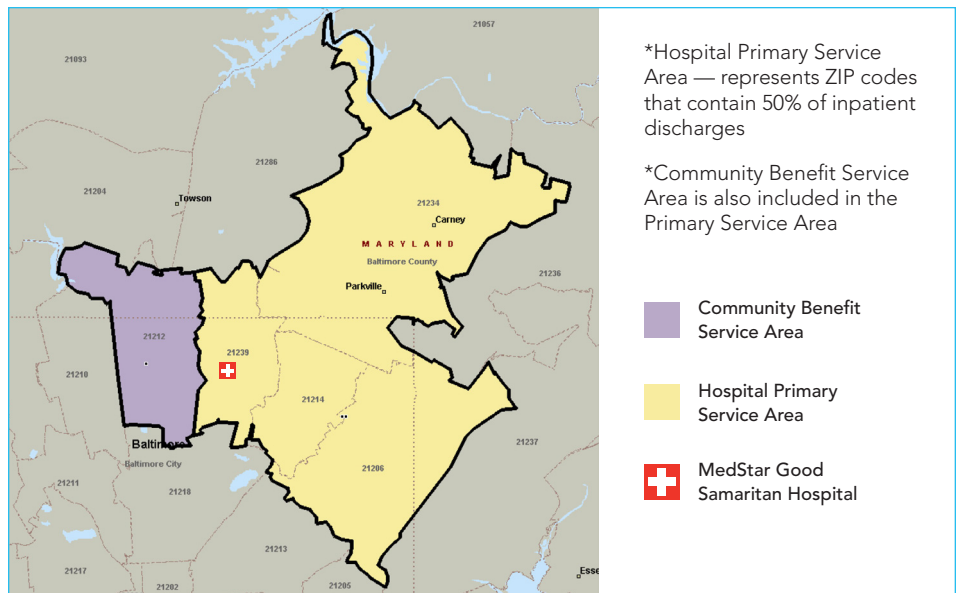 21057
21093
21286
21204
Towson
21234
Carney
MARYLAND
Baltimore County
21236
Parkville
21212
21239
21210
21214
Baltimore
Baltimore City
21206
21237
21211
21218
21213
21217
21202
21205
Esse
*Hospital Primary Service
Area — represents ZIP codes
that contain 50% of inpatient
discharges
*Community Benefit Service
Area is also included in the
Primary Service Area
Community Benefit
Service Area
Hospital Primary
Service Area
MedStar Good
Samaritan Hospital